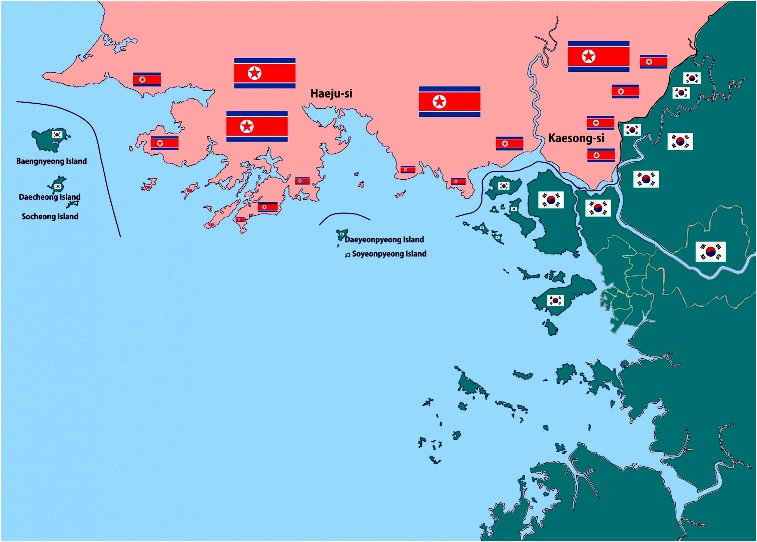 Haeju-si
Kaesong-si
Baengnyeong Island
Daecheong Island
Socheong Island
Daeyeonpyeong Island
Soyeonpyeong Island